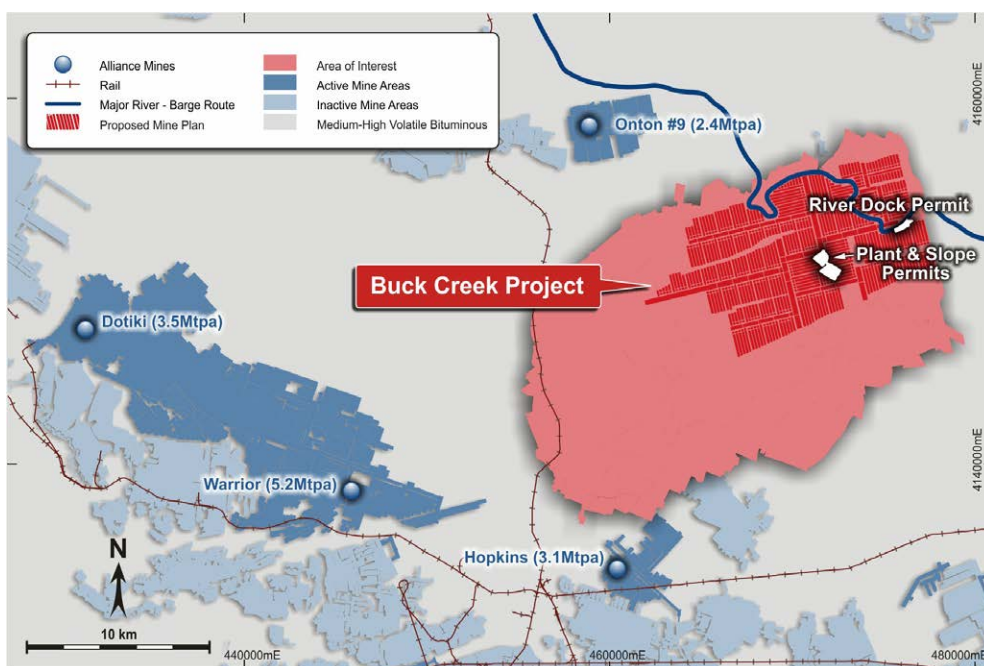 Alliance Mines
Rail
Major River - Barge Route
Proposed Mine Plan
Area of Interest
Active Mine Areas
Inactive Mine Areas
Medium-High Volatile Bituminous
4160000mE
Onton #9 (2.4Mtpa)
River Dock Permit
Plant & Slope
Permits
Buck Creek Project
Dotiki (3.5Mtpa)
4140000mE
Warrior (5.2Mtpa)
Hopkins (3.1Mtpa)
N
10 km
440000mE
460000mE
480000mE